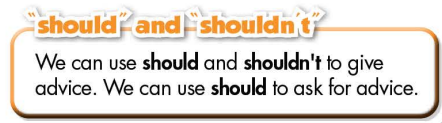 "should" and "shouldn't"
We can use should and shouldn't to give
advice. We can use should to ask for advice.